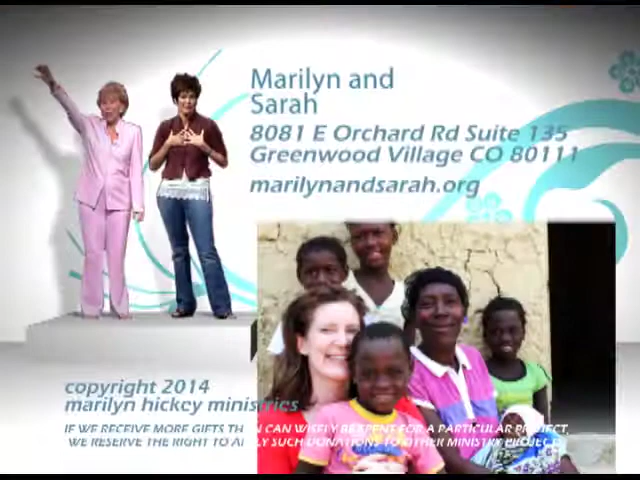 Marilyn and
Sarah
8081 E Orchard Rd Suite 135
Greenwood Village CO 80111
marilynandsarah.org
copyright 2014
marilyn hickey ministries
IF WE RECEIVE MORE GIFTS CAN WISELY BE SPENT FOR A PARTICULAR PROJECT,
WE RESERVE THE RIGHT TO SUCH DONATIONS TO OTHER MINISTRY PROJECTS